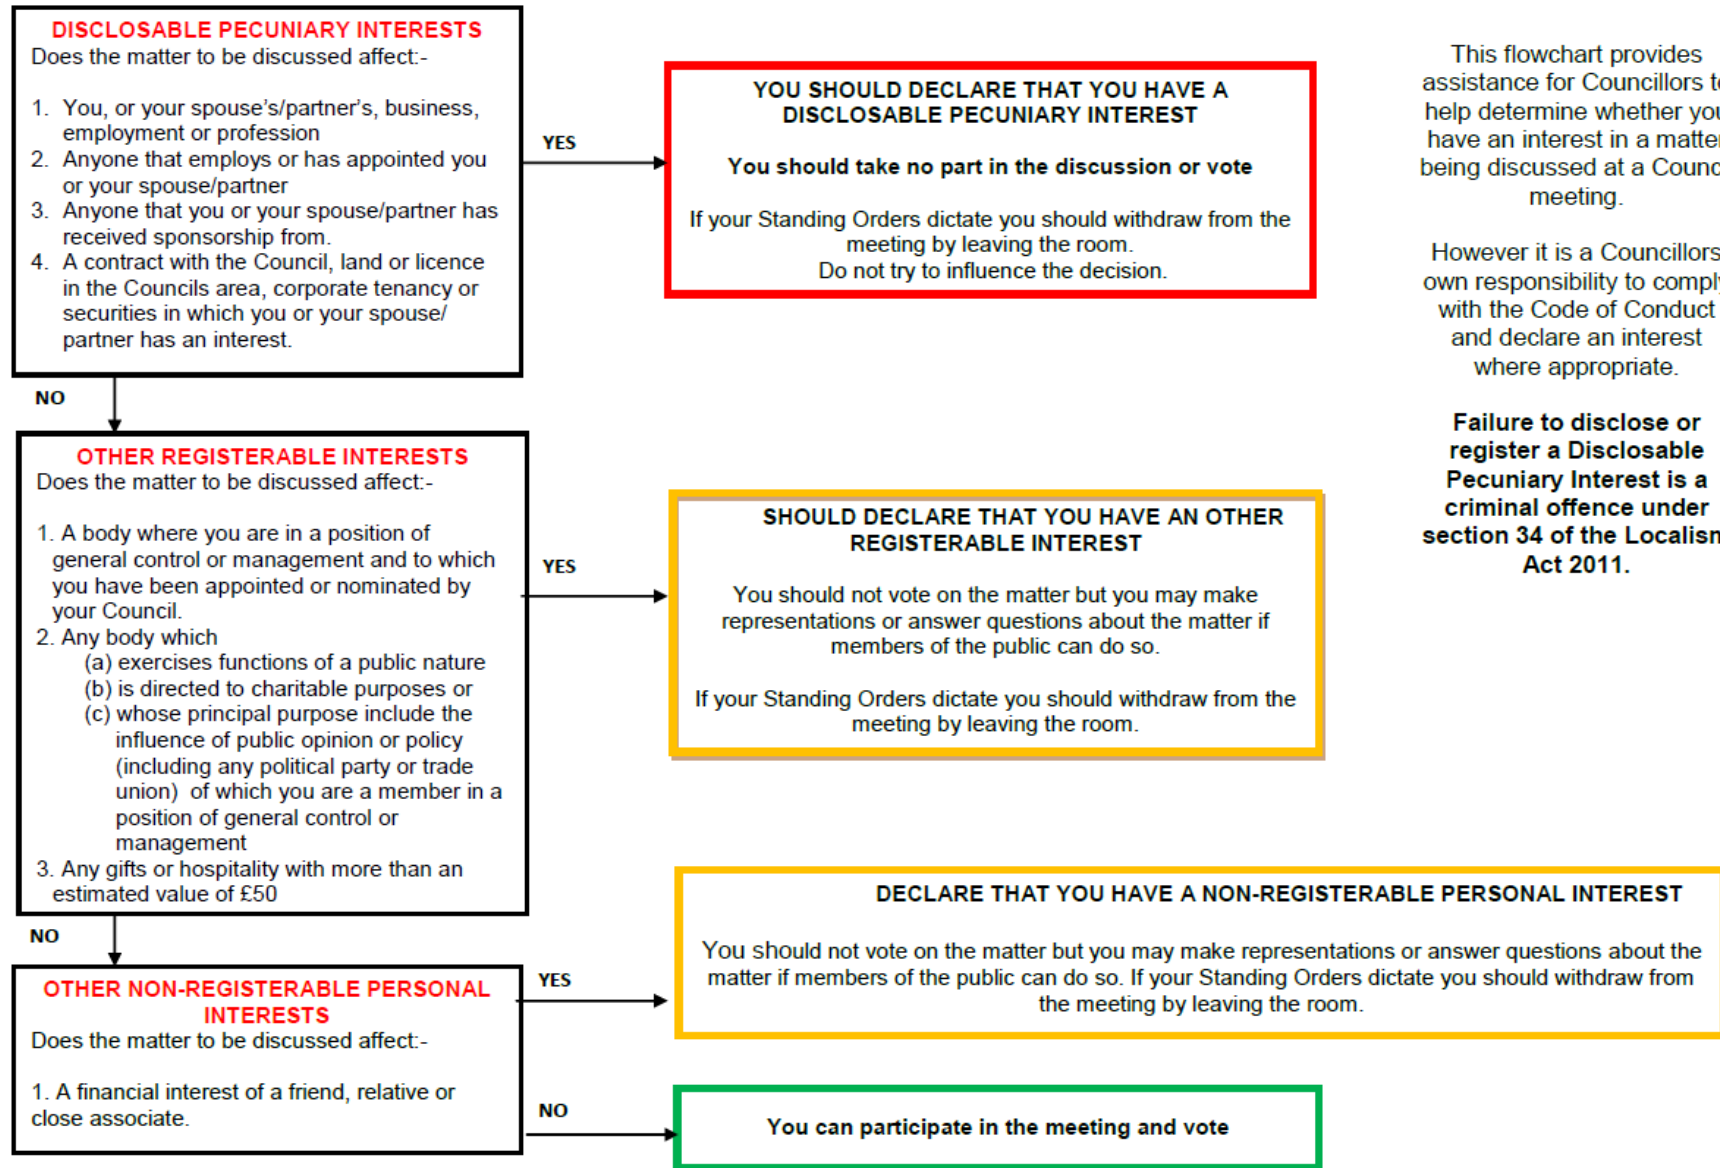 DISCLOSABLE PECUNIARY INTERESTS
Does the matter to be discussed affect:-
1. You, or your spouse's/partner's, business,
employment or profession
2. Anyone that employs or has appointed you
or your spouse/partner
3. Anyone that you or your spouse/partner has
received sponsorship from.
4. A contract with the Council, land or licence
in the Councils area, corporate tenancy or
securities in which you or your spouse/
partner has an interest.
YES
YOU SHOULD DECLARE THAT YOU HAVE A
DISCLOSABLE PECUNIARY INTEREST
You should take no part in the discussion or vote
If your Standing Orders dictate you should withdraw from the
meeting by leaving the room.
Do not try to influence the decision.
This flowchart provides
assistance for Councillors
help determine whether
have an interest in a matter
being discussed at a
meeting.
However it is a Councillors
own responsibility to
with the Code of Conduct
and declare an interest
where appropriate.
Failure to disclose or
register a Disclosable
Pecuniary Interest is a
criminal offence under
section 34 of the
Act 2011.
NO
OTHER REGISTERABLE INTERESTS
Does the matter to be discussed affect:-
1. A body where you are in a position of
general control or management and to which
you have been appointed or nominated by
your Council.
2. Any body which
(a) exercises functions of a public nature
(b) is directed to charitable purposes or
(c) whose principal purpose include the
influence of public opinion or policy
(including any political party or trade
union) of which you are a member in a
position of general control or
management
3. Any gifts or hospitality with more than an
estimated value of £50
YES
SHOULD DECLARE THAT YOU HAVE AN OTHER
REGISTERABLE INTEREST
You should not vote on the matter but you may make
representations or answer questions about the matter if
members of the public can do so.
If your Standing Orders dictate you should withdraw from the
meeting by leaving the room.
NO
OTHER NON-REGISTERABLE PERSONAL
INTERESTS
Does the matter to be discussed affect:-
1. A financial interest of a friend, relative or
close associate.
YES
DECLARE THAT YOU HAVE A NON-REGISTERABLE PERSONAL INTEREST
You should not vote on the matter but you may make representations or answer questions about the
matter if members of the public can do so. If your Standing Orders dictate you should withdraw from
the meeting by leaving the room.
NO
You can participate in the meeting and vote